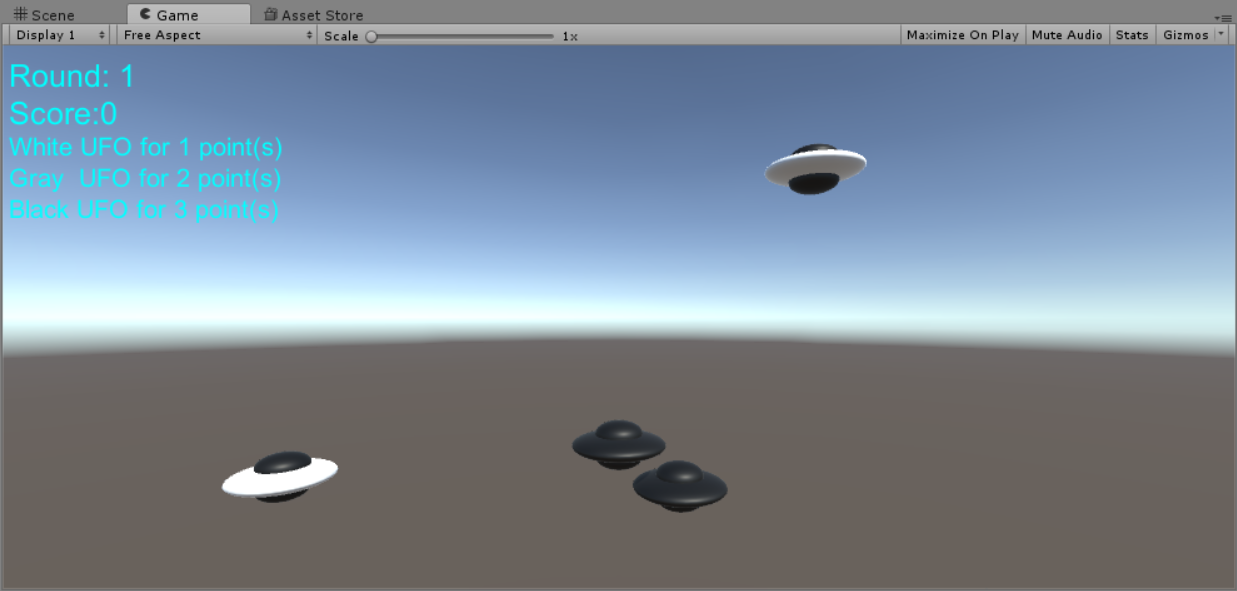 Scene Game Asset Store
Display 1 Free Aspect Scale 1x Maximize On Play Mute Audio Stats Gizmos
Round: 1
Score:0
White UFO for 1 point(s)
Gray  UFO for 2 point(s)
Black UFO for 3 point(s)